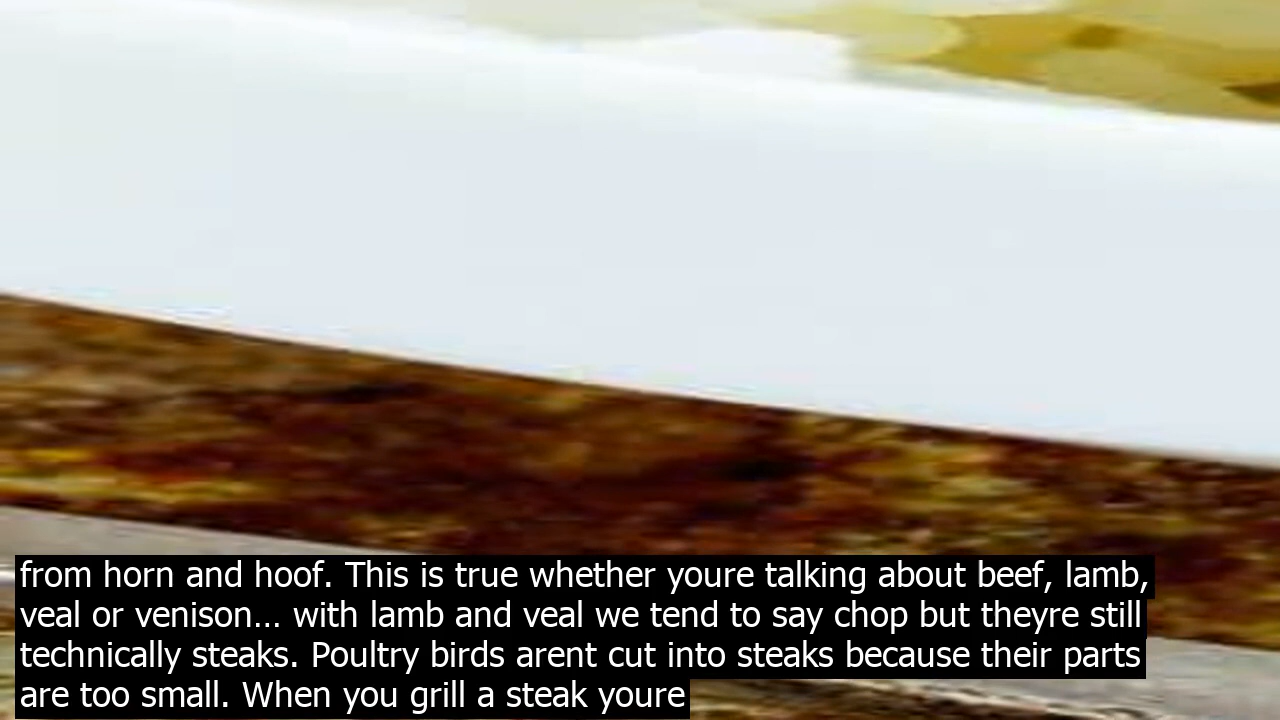 from horn and hoof. This is true whether youre talking about beef, lamb,
veal or venison... with lamb and veal we tend to say chop but theyre still
technically steaks. Poultry birds arent cut into steaks because their parts
are too small. When you grill a steak youre